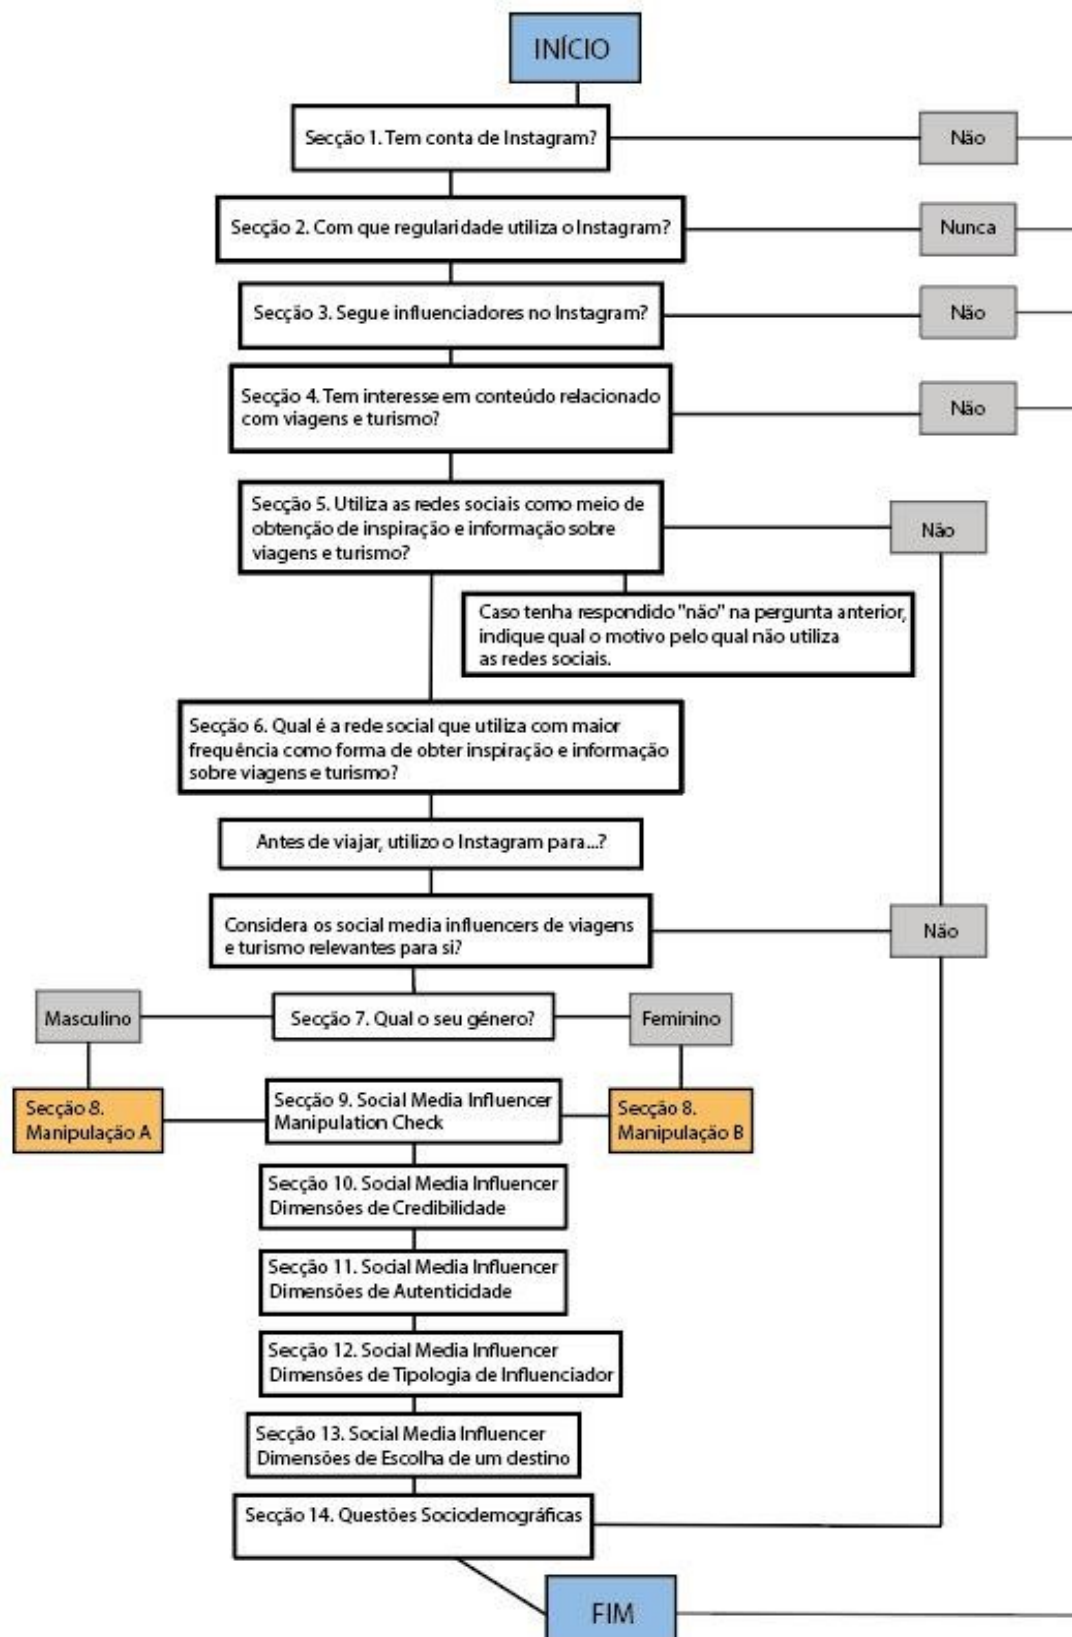 INÍCIO
Secção 1. Tem conta de Instagram?
Não
Secção 2. Com que regularidade utiliza o Instagram?
Nunca
Secção 3. Segue influenciadores no Instagram?
Não
Secção 4. Tem interesse em conteúdo relacionado
com viagens e turismo?
Não
Secção 5. Utiliza as redes sociais como meio de
obtenção de inspiração e informação sobre
viagens e turismo?
Não
Caso tenha respondido "não" na pergunta anterior,
indique qual o motivo pelo qual não utiliza
as redes sociais.
Secção 6. Qual é a rede social que utiliza com maior
frequência como forma de obter inspiração e informação
sobre viagens e turismo?
Antes de viajar, utilizo o Instagram para...?
Considera os social media influencers de viagens
e turismo relevantes para si?
Não
Masculino
Secção 7. Qual o seu género?
Feminino
Secção 8.
Manipulação A
Secção 9. Social Media Influencer
Manipulation Check
Secção 8.
Manipulação B
Secção 10. Social Media Influencer
Dimensões de Credibilidade
Secção 11. Social Media Influencer
Dimensões de Autenticidade
Secção 12. Social Media Influencer
Dimensões de Tipologia de Influenciador
Secção 13. Social Media Influencer
Dimensões de Escolha de um destino
Secção 14. Questões Sociodemográficas
FIM